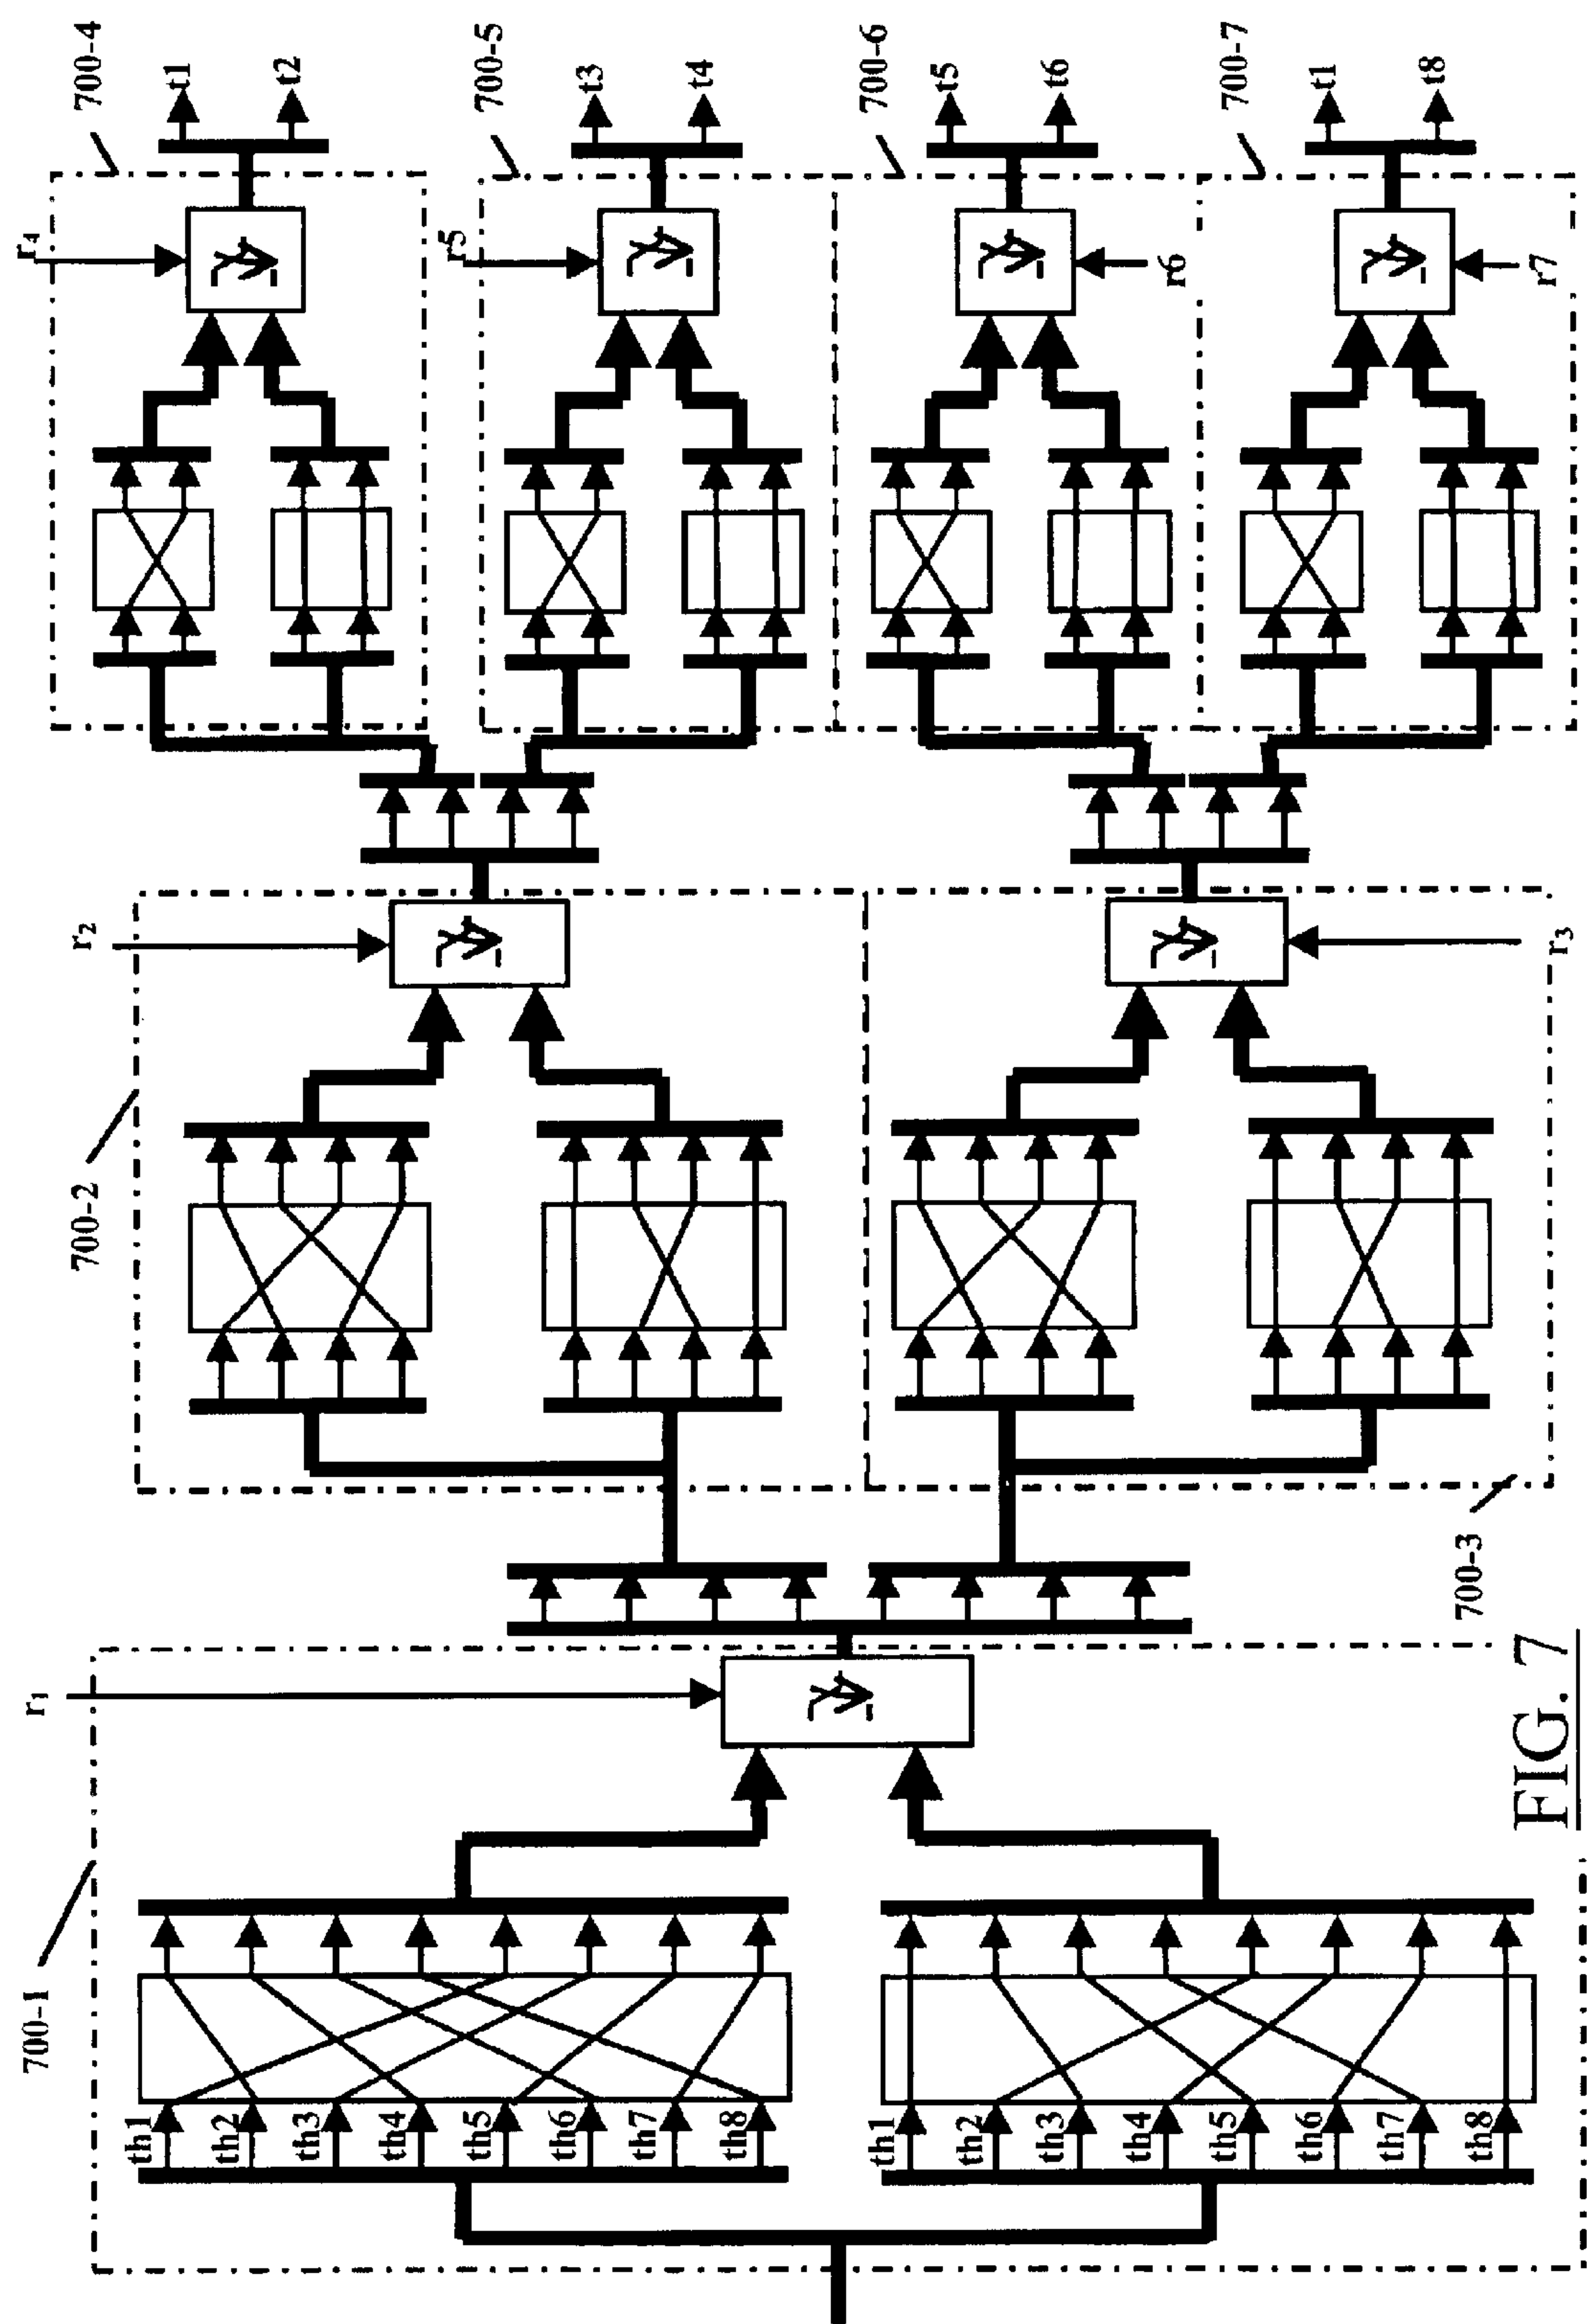 700-4
t1
t2
700-5
t3
t4
700-6
t5
t6
700-7
t1
t8
r4
r5
r6
r7
r2
r3
700-2
700-3
r1
700-1
th1
th2
th3
th4
th5
th6
th7
th8
th1
th2
th3
th4
th5
th6
th7
th8
FIG. 7